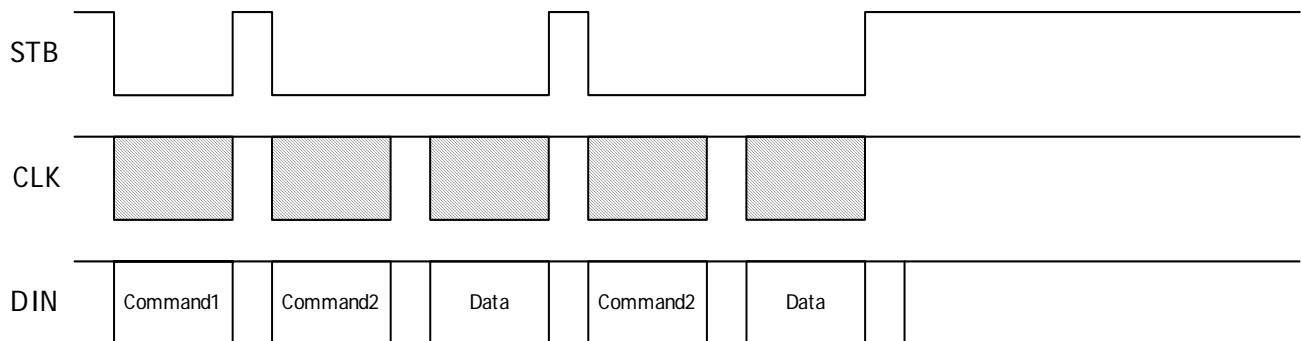 STB
CLK
DIN
Command1 Command2 Data Command2 Data